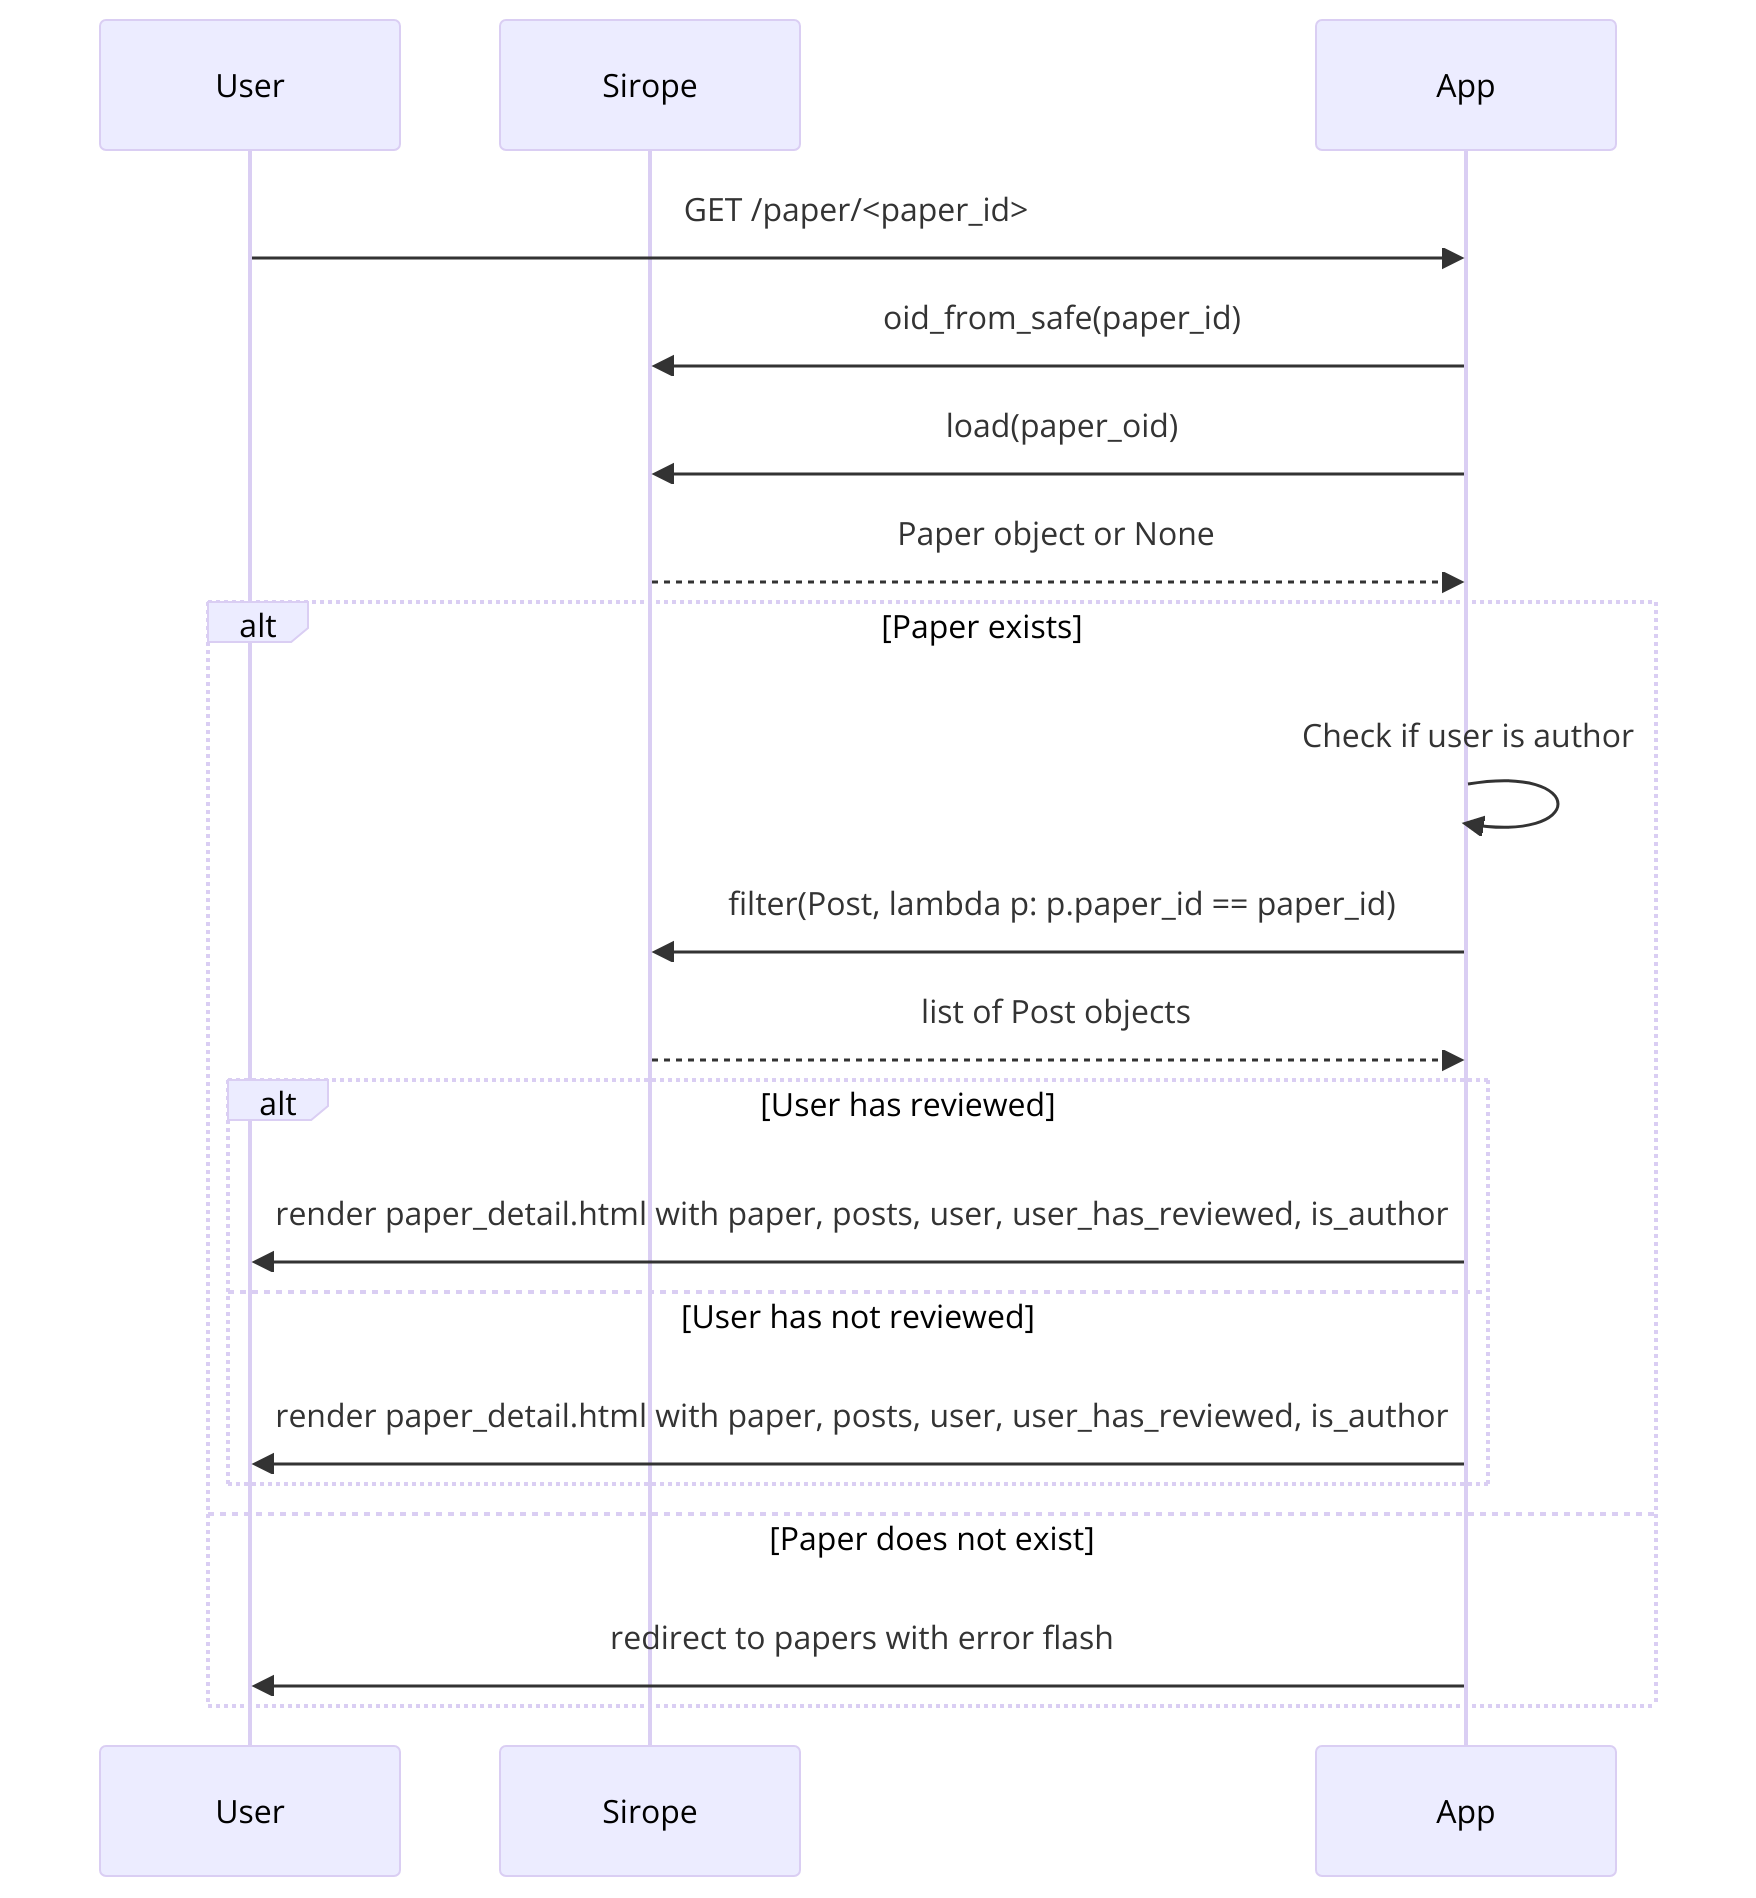 User
Sirope
App
GET /paper/<paper_id>
oid_from_safe(paper_id)
load(paper_oid)
Paper object or None
alt
[Paper exists]
Check if user is author
filter(Post, lambda p: p.paper_id == paper_id)
list of Post objects
alt
[User has reviewed]
render paper_detail.html with paper, posts, user, user_has_reviewed, is_author
[User has not reviewed]
render paper_detail.html with paper, posts, user, user_has_reviewed, is_author
[Paper does not exist]
redirect to papers with error flash
User
Sirope
App